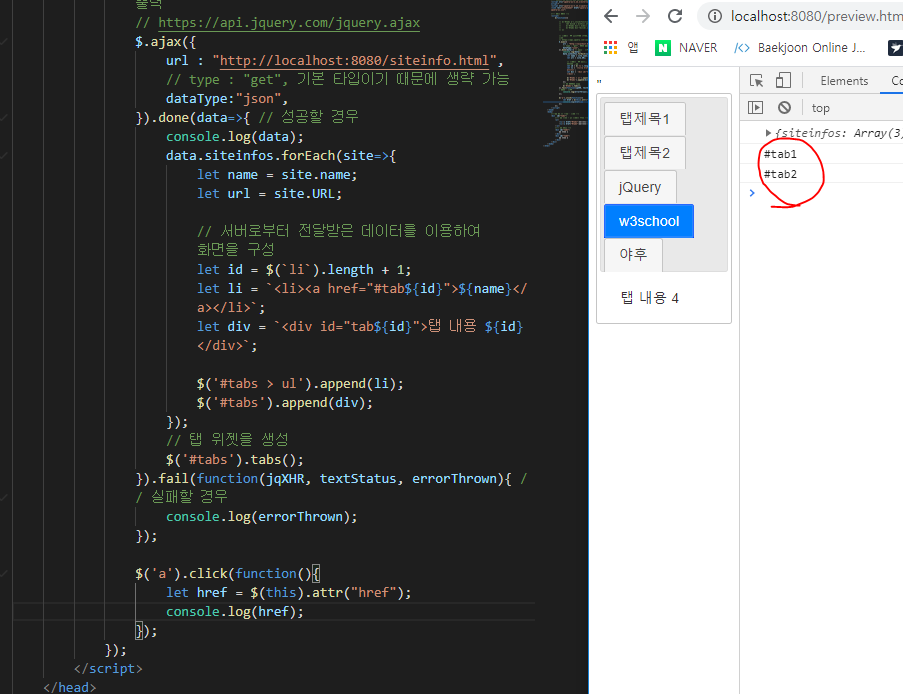 출력
// https://api.jquery.com/jquery.ajax
$.ajax({
url : "http://localhost:8080/siteinfo.html",
// type : "get", 기본 타입이기 때문에 생략 가능
dataType:"json",
}).done(data=>{ // 성공할 경우
console.log(data);
data.siteinfos.forEach(site=>{
let name = site.name;
let url = site.URL;
// 서버로부터 전달받은 데이터를 이용하여
화면을 구성
let id = $(`li`).length + 1;
let li = `<li><a href="#tab${id}">${name}</
a></li>`;
let div = `<div id="tab${id}">탭 내용 ${id}
</div>`;
$('#tabs > ul').append(li);
$('#tabs').append(div);
});
// 탭 위젯을 생성
$('#tabs').tabs();
}).fail(function(jqXHR, textStatus, errorThrown){ /
/ 실패할 경우
console.log(errorThrown);
});
$('a').click(function(){
let href = $(this).attr("href");
console.log(href);
});
});
</script>
</head>
localhost:8080/preview.htm
앱 NAVER </> Baekjoon Online J...
"
탭제목1
탭제목2
jQuery
w3school
야후
탭 내용 4
Elements Co
top
{siteinfos: Array(3)
#tab1
#tab2